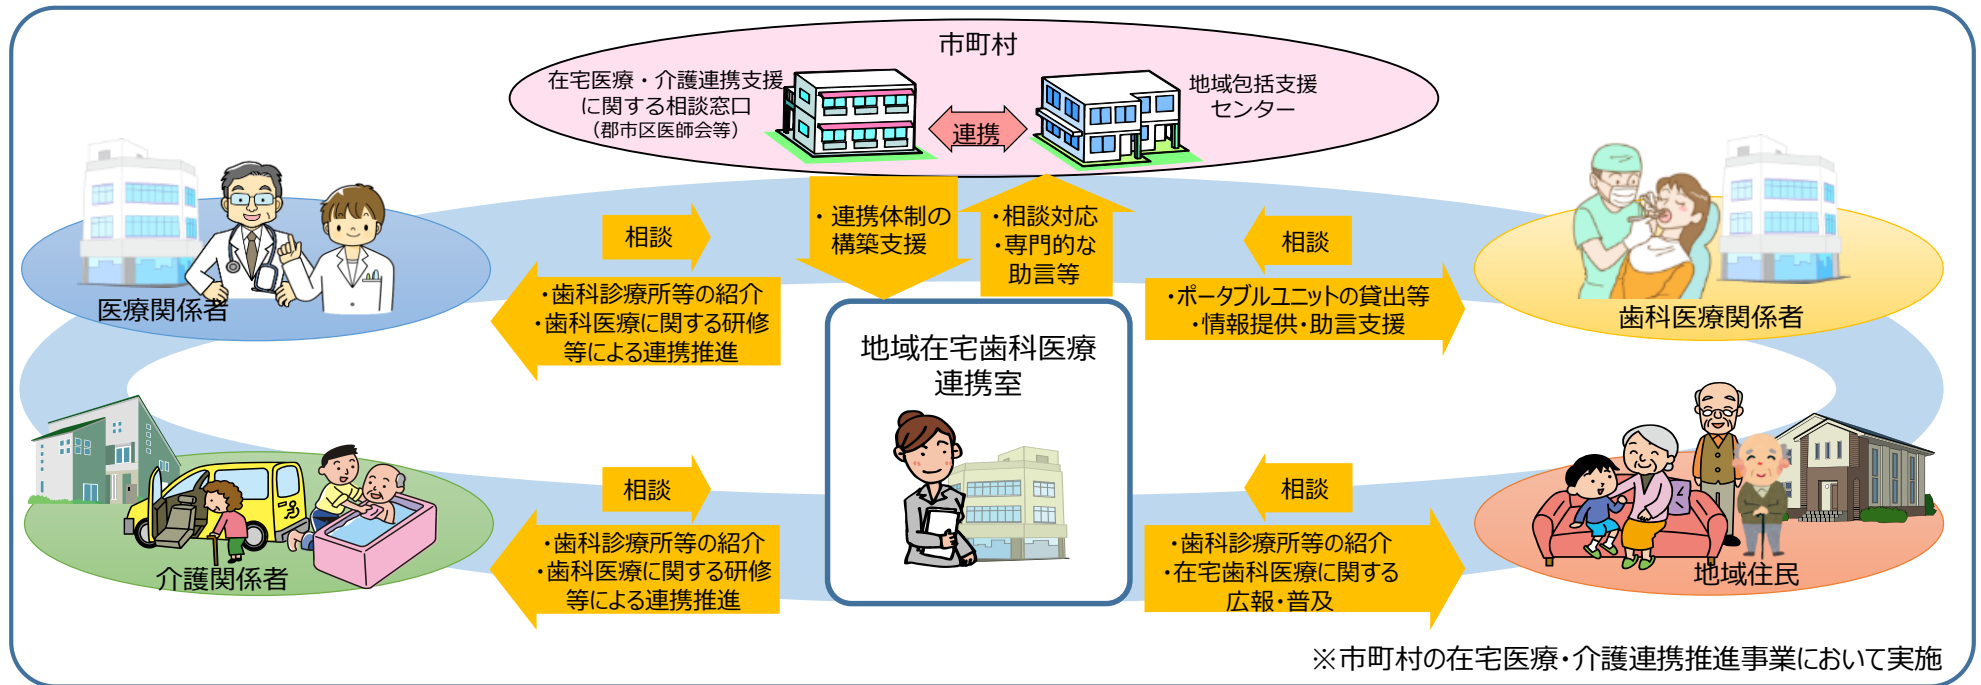 市町村
在宅医療・介護連携支援
に関する相談窓口
（郡市区医師会等）
連携
地域包括支援
センター
・連携体制の
構築支援
・相談対応
・専門的な
助言等
相談
・歯科診療所等の紹介
・歯科医療に関する研修
等による連携推進
医療関係者
相談
・ポータブルユニットの貸出等
・情報提供・助言支援
歯科医療関係者
地域在宅歯科医療
連携室
相談
・歯科診療所等の紹介
・歯科医療に関する研修
等による連携推進
介護関係者
相談
・歯科診療所等の紹介
・在宅歯科医療に関する
広報・普及
地域住民
※市町村の在宅医療・介護連携推進事業において実施